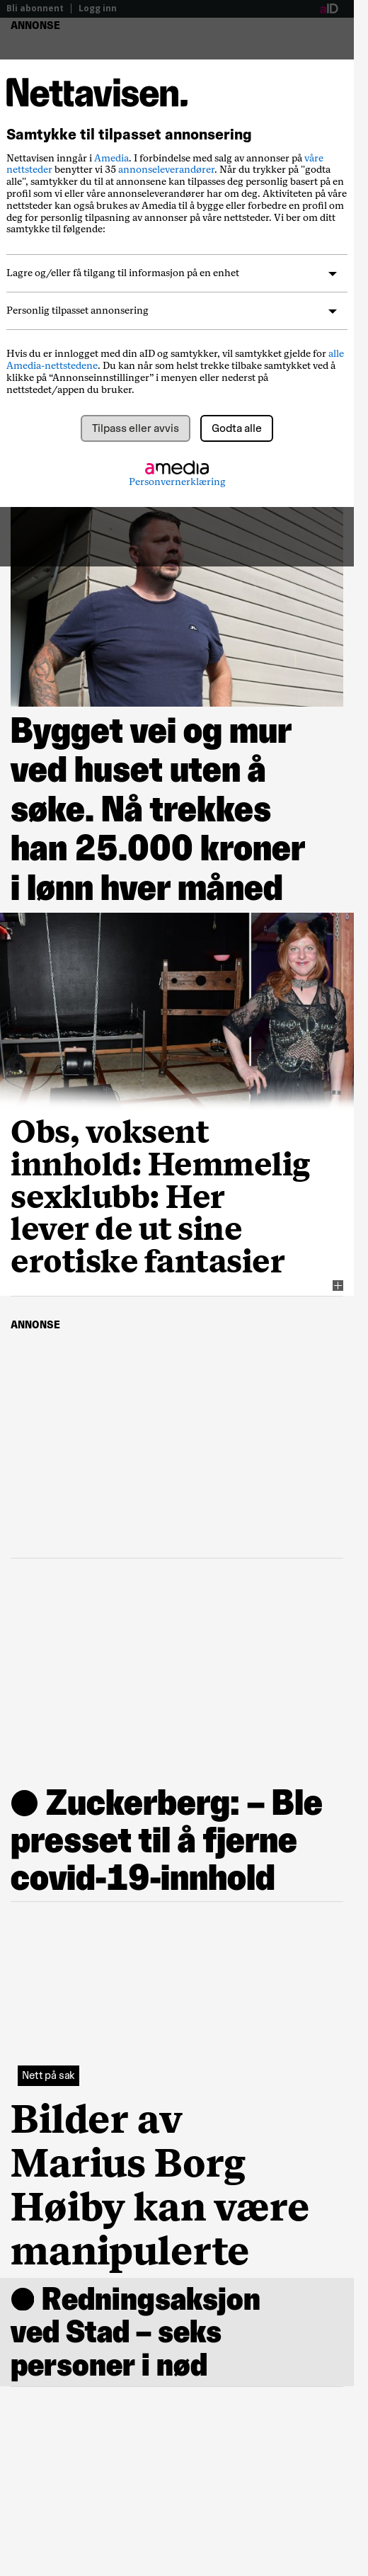 Bli abonnent | Logg inn
aID
ANNONSE
Nettavisen.
Samtykke til tilpasset annonsering
Nettavisen inngår i Amedia. I forbindelse med salg av annonser på våre
nettsteder benytter vi 35 annonseleverandører. Når du trykker på "godta
alle", samtykker du til at annonsene kan tilpasses deg personlig basert på en
profil som vi eller våre annonseleverandører har om deg. Aktiviteten på våre
nettsteder kan også brukes av Amedia til å bygge eller forbedre en profil om
deg for personlig tilpasning av annonser på våre nettsteder. Vi ber om ditt
samtykke til følgende:
Lagre og/eller få tilgang til informasjon på en enhet
Personlig tilpasset annonsering
Hvis du er innlogget med din aID og samtykker, vil samtykket gjelde for alle
Amedia-nettstedene. Du kan når som helst trekke tilbake samtykket ved å
klikke på “Annonseinnstillinger” i menyen eller nederst på
nettstedet/appen du bruker.
Tilpass eller avvis
Godta alle
amedia
Personvernerklæring
Bygget vei og mur
ved huset uten å
søke. Nå trekkes
han 25.000 kroner
i lønn hver måned
Obs, voksent
innhold: Hemmelig
sexklubb: Her
lever de ut sine
erotiske fantasier
ANNONSE
● Zuckerberg: – Ble
presset til å fjerne
covid-19-innhold
Nett på sak
Bilder av
Marius Borg
Høiby kan være
manipulerte
● Redningsaksjon
ved Stad – seks
personer i nød